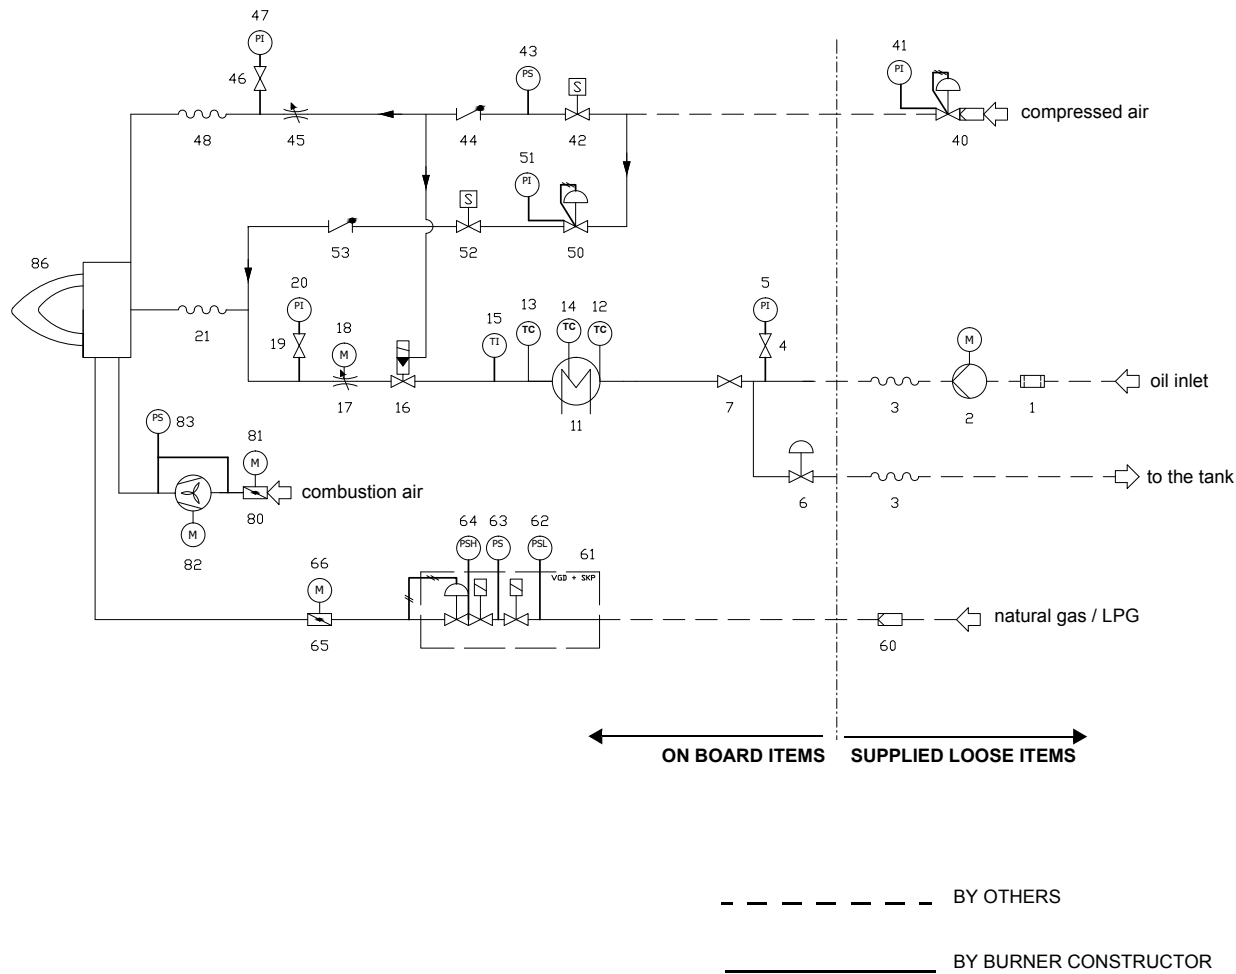 47
PI
46
48
45
44
43
PS
S
42
41
PI
40
compressed air
51
PI
S
53
52
50
86
20
PI
19
21
18
M
17
16
15
TI
13
TC
14
TC
12
TC
11
5
PI
4
7
M
3
2
1
oil inlet
6
3
to the tank
PS
83
81
M
80
combustion air
M
82
64
PSH
63
PS
62
PSL
61
VGD + SKP
66
M
65
60
natural gas / LPG
ON BOARD ITEMS
SUPPLIED LOOSE ITEMS
BY OTHERS
BY BURNER CONSTRUCTOR